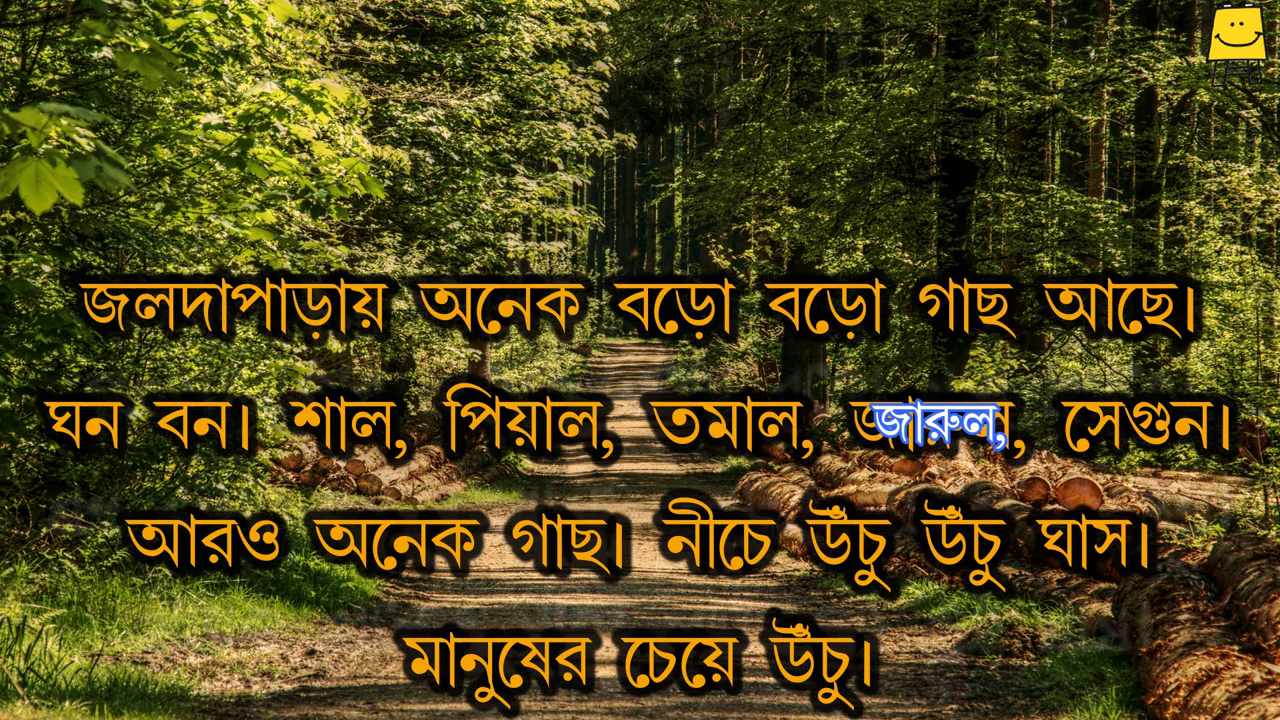 জলদাপাড়ায় অনেক বড়ো বড়ো গাছ আছে।
ঘন বন। শাল, পিয়াল, তমাল, জারুল, সেগুন।
আরও অনেক গাছ। নীচে উঁচু উঁচু ঘাস।
মানুষের চেয়ে উঁচু।